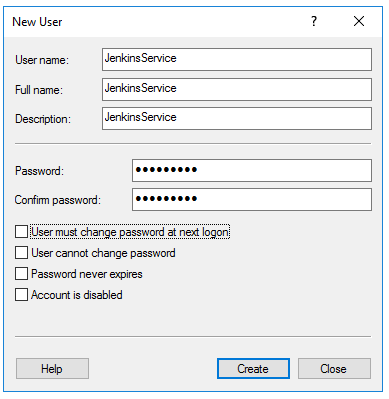 New User
?
User name: JenkinsService
Full name: JenkinsService
Description: JenkinsService
Password: •••••••••
Confirm password: •••••••••
User must change password at next logon
User cannot change password
Password never expires
Account is disabled
Help Create Close